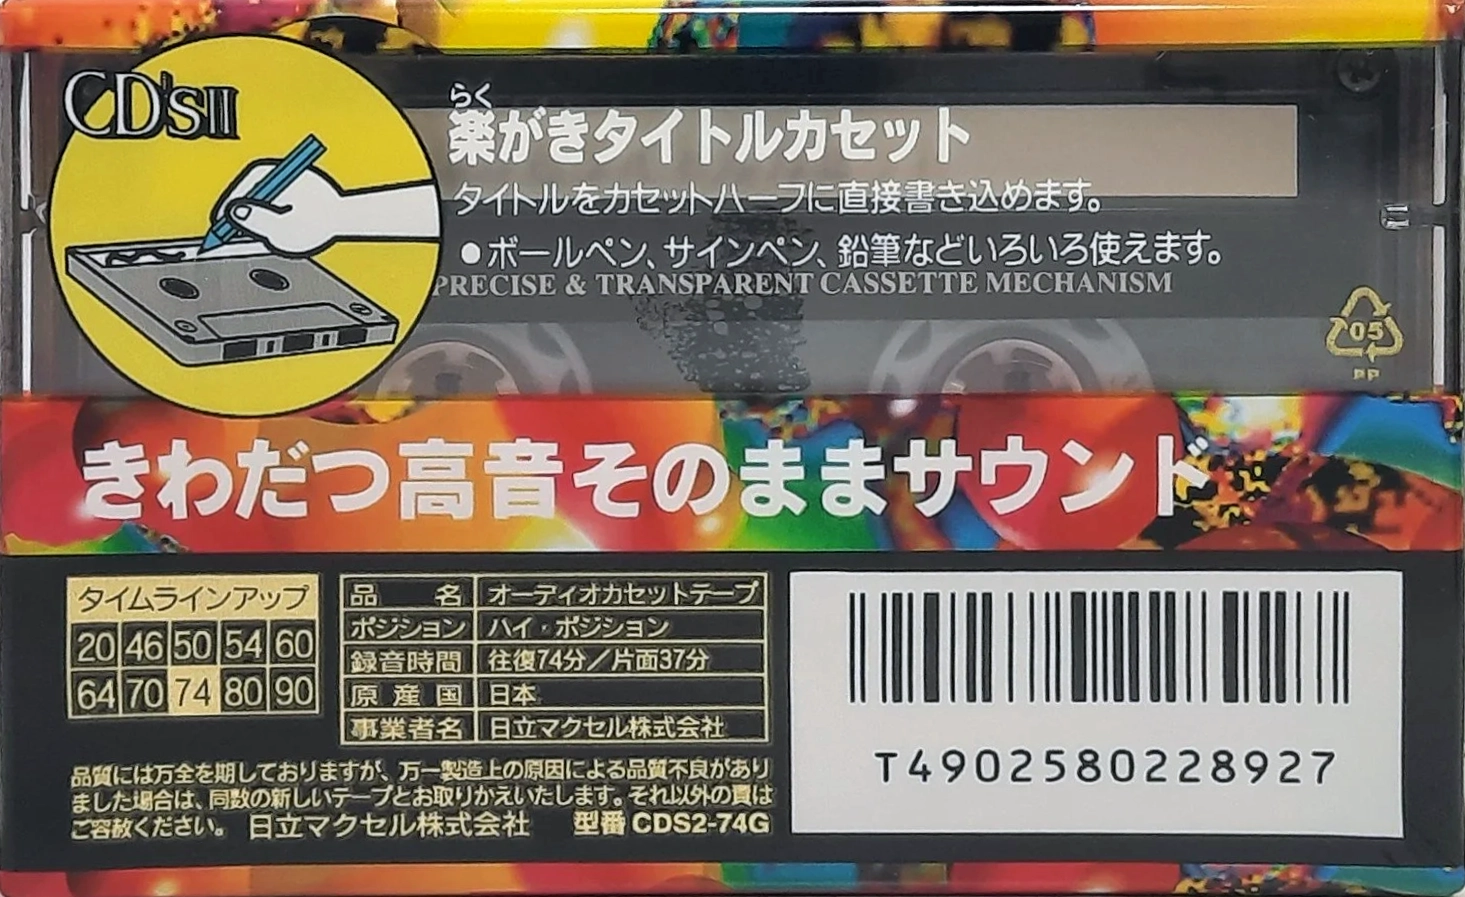 CD'sⅡ
らく
楽がきタイトルカセット
タイトルをカセットハーフに直接書き込めます。
●ボールペン、サインペン、鉛筆などいろいろ使えます。
PRECISE & TRANSPARENT CASSETTE MECHANISM
05
PP
きわだつ高音そのままサウンド
タイムラインアップ
20 46 50 54 60
64 70 74 80 90
品名 オーディオカセットテープ
ポジション ハイ・ポジション
録音時間 往復74分／片面37分
原産国 日本
事業者名 日立マクセル株式会社
品質には万全を期しておりますが、万一製造上の原因による品質不良があり
ました場合は、同数の新しいテープとお取りかえいたします。それ以外の責は
ご容赦ください。 日立マクセル株式会社 型番 CDS2-74G
T4902580228927